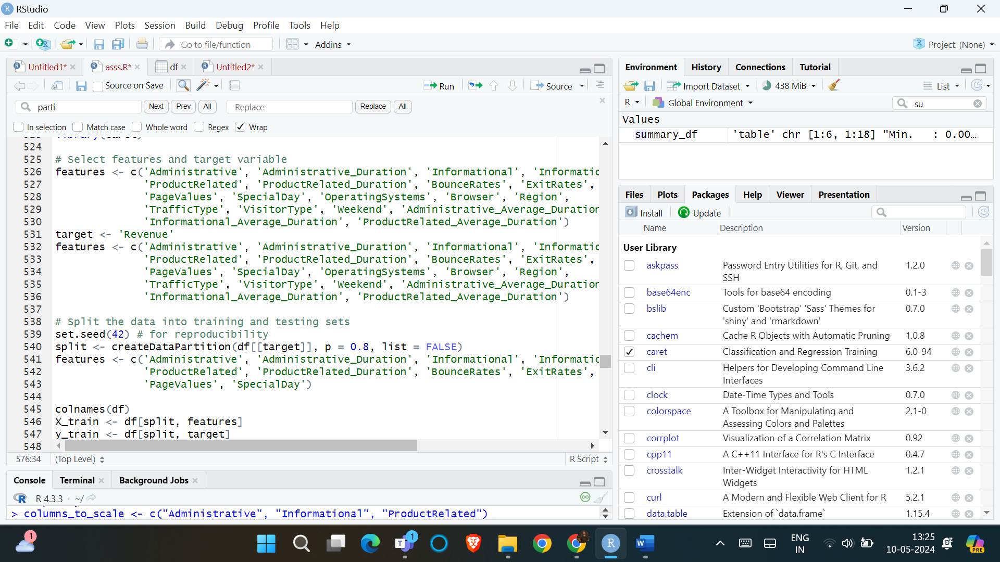 RStudio
File Edit Code View Plots Session Build Debug Profile Tools Help
Go to file/function Addins Project: (None)
Untitled1* asss.R* df Untitled2*
Source on Save Run Source
parti Next Prev All Replace Replace All
In selection Match case Whole word Regex Wrap
524
525 # Select features and target variable
526 features <- c('Administrative', 'Administrative_Duration', 'Informational', 'Informatic
527 'ProductRelated', 'ProductRelated_Duration', 'BounceRates', 'ExitRates',
528 'PageValues', 'SpecialDay', 'OperatingSystems', 'Browser', 'Region',
529 'TrafficType', 'VisitorType', 'Weekend', 'Administrative_Average_Duration
530 'Informational_Average_Duration', 'ProductRelated_Average_Duration')
531 target <- 'Revenue'
532 features <- c('Administrative', 'Administrative_Duration', 'Informational', 'Informatic
533 'ProductRelated', 'ProductRelated_Duration', 'BounceRates', 'ExitRates',
534 'PageValues', 'SpecialDay', 'OperatingSystems', 'Browser', 'Region',
535 'TrafficType', 'VisitorType', 'Weekend', 'Administrative_Average_Duration
536 'Informational_Average_Duration', 'ProductRelated_Average_Duration')
537
538 # Split the data into training and testing sets
539 set.seed(42) # for reproducibility
540 split <- createDataPartition(df[[target]], p = 0.8, list = FALSE)
541 features <- c('Administrative', 'Administrative_Duration', 'Informational', 'Informatic
542 'ProductRelated', 'ProductRelated_Duration', 'BounceRates', 'ExitRates',
543 'PageValues', 'SpecialDay')
544
545 colnames(df)
546 X_train <- df[split, features]
547 y_train <- df[split, target]
548
576:34 (Top Level) R Script
Console Terminal Background Jobs
R 4.3.3 · ~/
> columns_to_scale <- c("Administrative", "Informational", "ProductRelated")
Environment History Connections Tutorial
Import Dataset 438 MiB List
R Global Environment su
Values
summary_df 'table' chr [1:6, 1:18] "Min. : 0.00…
Files Plots Packages Help Viewer Presentation
Install Update
Name Description Version
User Library
askpass Password Entry Utilities for R, Git, and SSH 1.2.0
base64enc Tools for base64 encoding 0.1-3
bslib Custom 'Bootstrap' 'Sass' Themes for 'shiny' and 'rmarkdown' 0.7.0
cachem Cache R Objects with Automatic Pruning 1.0.8
caret Classification and Regression Training 6.0-94
cli Helpers for Developing Command Line Interfaces 3.6.2
clock Date-Time Types and Tools 0.7.0
colorspace A Toolbox for Manipulating and Assessing Colors and Palettes 2.1-0
corrplot Visualization of a Correlation Matrix 0.92
cpp11 A C++11 Interface for R's C Interface 0.4.7
crosstalk Inter-Widget Interactivity for HTML Widgets 1.2.1
curl A Modern and Flexible Web Client for R 5.2.1
data.table Extension of `data.frame` 1.15.4
1 1 ENG IN 13:25
10-05-2024 PRE